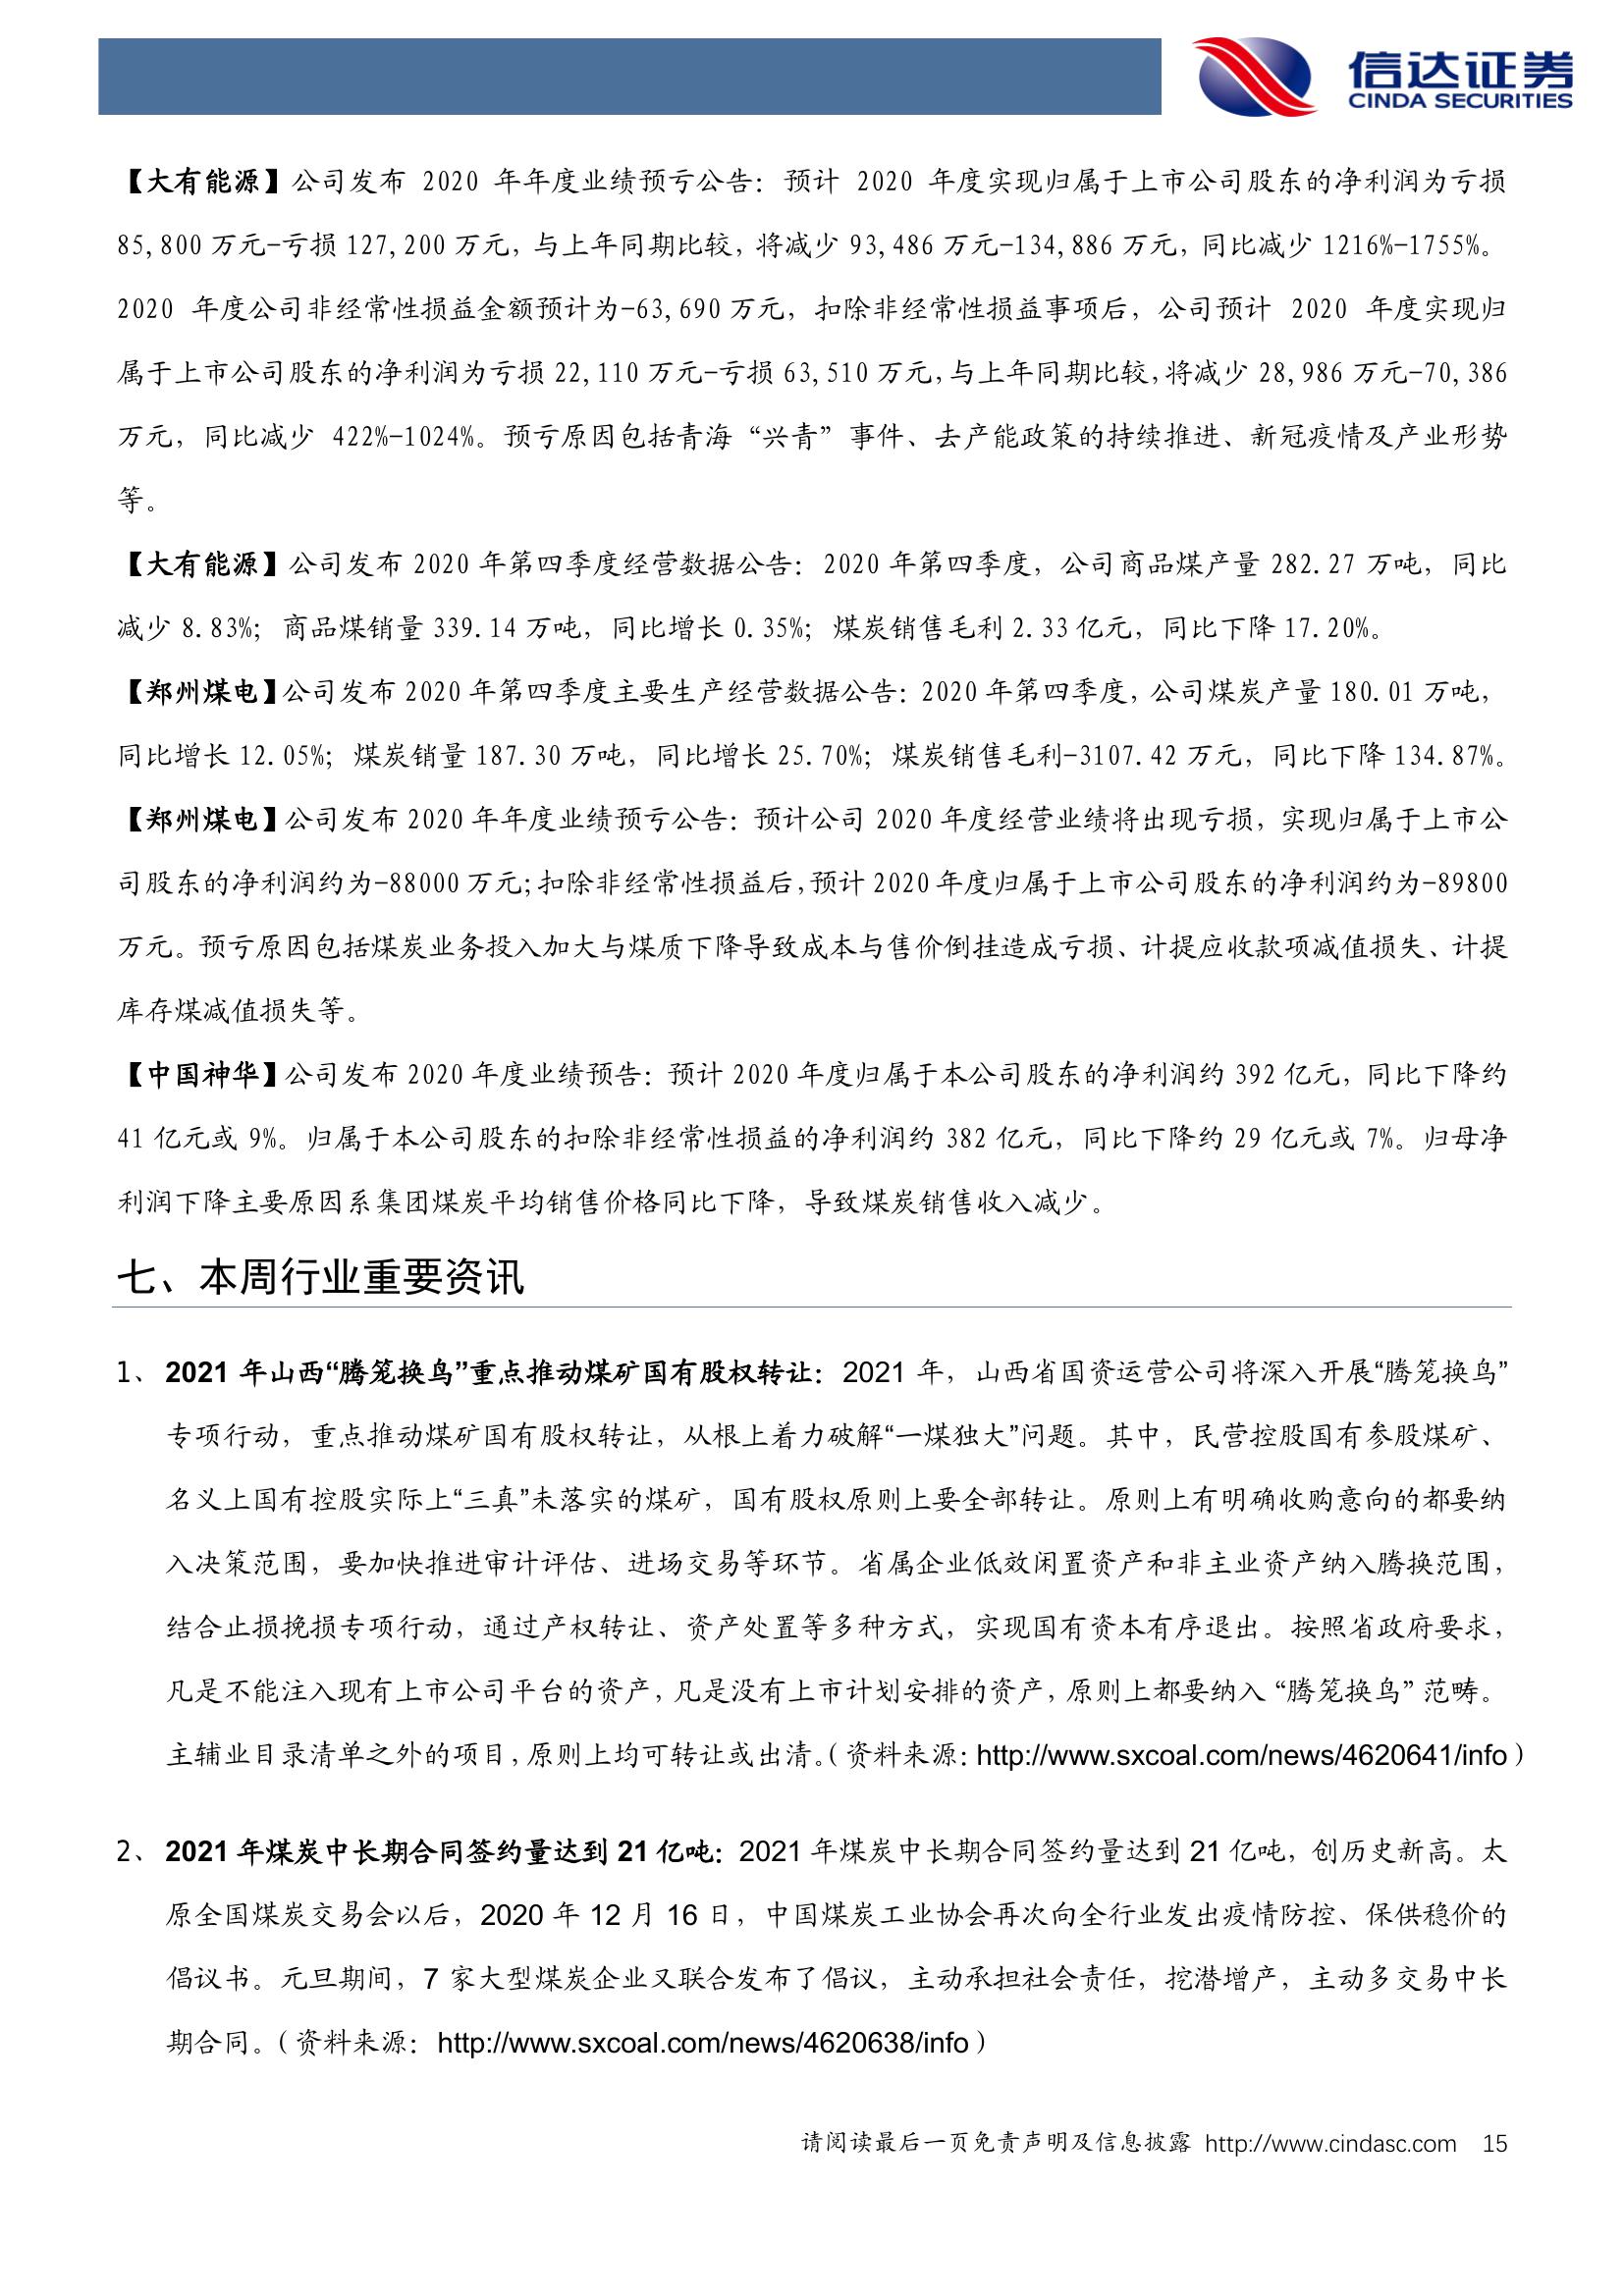 信达证券
CINDA SECURITIES
【大有能源】公司发布 2020 年年度业绩预亏公告：预计 2020 年度实现归属于上市公司股东的净利润为亏损
85,800 万元-亏损 127,200 万元，与上年同期比较，将减少 93,486 万元-134,886 万元，同比减少 1216%-1755%。
2020 年度公司非经常性损益金额预计为-63,690 万元，扣除非经常性损益事项后，公司预计 2020 年度实现归
属于上市公司股东的净利润为亏损 22,110 万元-亏损 63,510 万元，与上年同期比较，将减少 28,986 万元-70,386
万元，同比减少 422%-1024%。预亏原因包括青海“兴青”事件、去产能政策的持续推进、新冠疫情及产业形势
等。
【大有能源】公司发布 2020 年第四季度经营数据公告：2020 年第四季度，公司商品煤产量 282.27 万吨，同比
减少 8.83%；商品煤销量 339.14 万吨，同比增长 0.35%；煤炭销售毛利 2.33 亿元，同比下降 17.20%。
【郑州煤电】公司发布 2020 年第四季度主要生产经营数据公告：2020 年第四季度，公司煤炭产量 180.01 万吨，
同比增长 12.05%；煤炭销量 187.30 万吨，同比增长 25.70%；煤炭销售毛利-3107.42 万元，同比下降 134.87%。
【郑州煤电】公司发布 2020 年年度业绩预亏公告：预计公司 2020 年度经营业绩将出现亏损，实现归属于上市公
司股东的净利润约为-88000 万元；扣除非经常性损益后，预计 2020 年度归属于上市公司股东的净利润约为-89800
万元。预亏原因包括煤炭业务投入加大与煤质下降导致成本与售价倒挂造成亏损、计提应收款项减值损失、计提
库存煤减值损失等。
【中国神华】公司发布 2020 年度业绩预告：预计 2020 年度归属于本公司股东的净利润约 392 亿元，同比下降约
41 亿元或 9%。归属于本公司股东的扣除非经常性损益的净利润约 382 亿元，同比下降约 29 亿元或 7%。归母净
利润下降主要原因系集团煤炭平均销售价格同比下降，导致煤炭销售收入减少。
七、本周行业重要资讯
1、 2021 年山西“腾笼换鸟”重点推动煤矿国有股权转让：2021 年，山西省国资运营公司将深入开展“腾笼换鸟”
专项行动，重点推动煤矿国有股权转让，从根上着力破解“一煤独大”问题。其中，民营控股国有参股煤矿、
名义上国有控股实际上“三真”未落实的煤矿，国有股权原则上要全部转让。原则上有明确收购意向的都要纳
入决策范围，要加快推进审计评估、进场交易等环节。省属企业低效闲置资产和非主业资产纳入腾换范围，
结合止损挽损专项行动，通过产权转让、资产处置等多种方式，实现国有资本有序退出。按照省政府要求，
凡是不能注入现有上市公司平台的资产，凡是没有上市计划安排的资产，原则上都要纳入“腾笼换鸟”范畴。
主辅业目录清单之外的项目，原则上均可转让或出清。（资料来源：http://www.sxcoal.com/news/4620641/info）
2、 2021 年煤炭中长期合同签约量达到 21 亿吨：2021 年煤炭中长期合同签约量达到 21 亿吨，创历史新高。太
原全国煤炭交易会以后，2020 年 12 月 16 日，中国煤炭工业协会再次向全行业发出疫情防控、保供稳价的
倡议书。元旦期间，7 家大型煤炭企业又联合发布了倡议，主动承担社会责任，挖潜增产，主动多交易中长
期合同。（资料来源：http://www.sxcoal.com/news/4620638/info）
请阅读最后一页免责声明及信息披露 http://www.cindasc.com 15